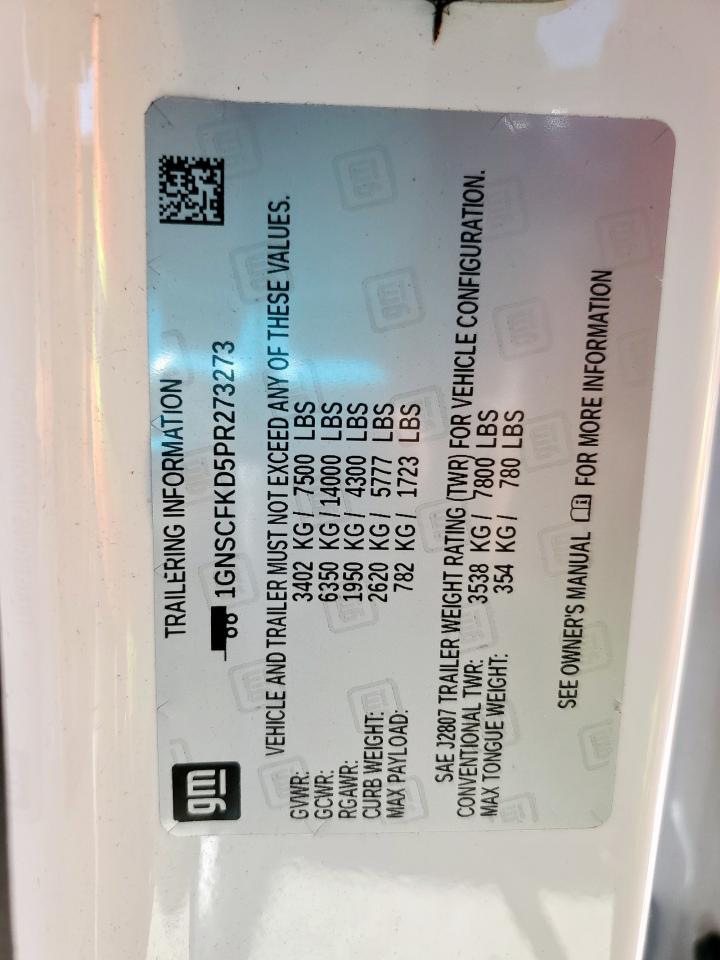 gm
TRAILERING INFORMATION
1GNSCFKD5PR273273
VEHICLE AND TRAILER MUST NOT EXCEED ANY OF THESE VALUES.
GVWR: 3402 KG / 7500 LBS
GCWR: 6350 KG / 14000 LBS
RGAWR: 1950 KG / 4300 LBS
CURB WEIGHT: 2620 KG / 5777 LBS
MAX PAYLOAD: 782 KG / 1723 LBS
SAE J2807 TRAILER WEIGHT RATING (TWR) FOR VEHICLE CONFIGURATION.
CONVENTIONAL TWR: 3538 KG / 7800 LBS
MAX TONGUE WEIGHT: 354 KG / 780 LBS
SEE OWNER'S MANUAL FOR MORE INFORMATION